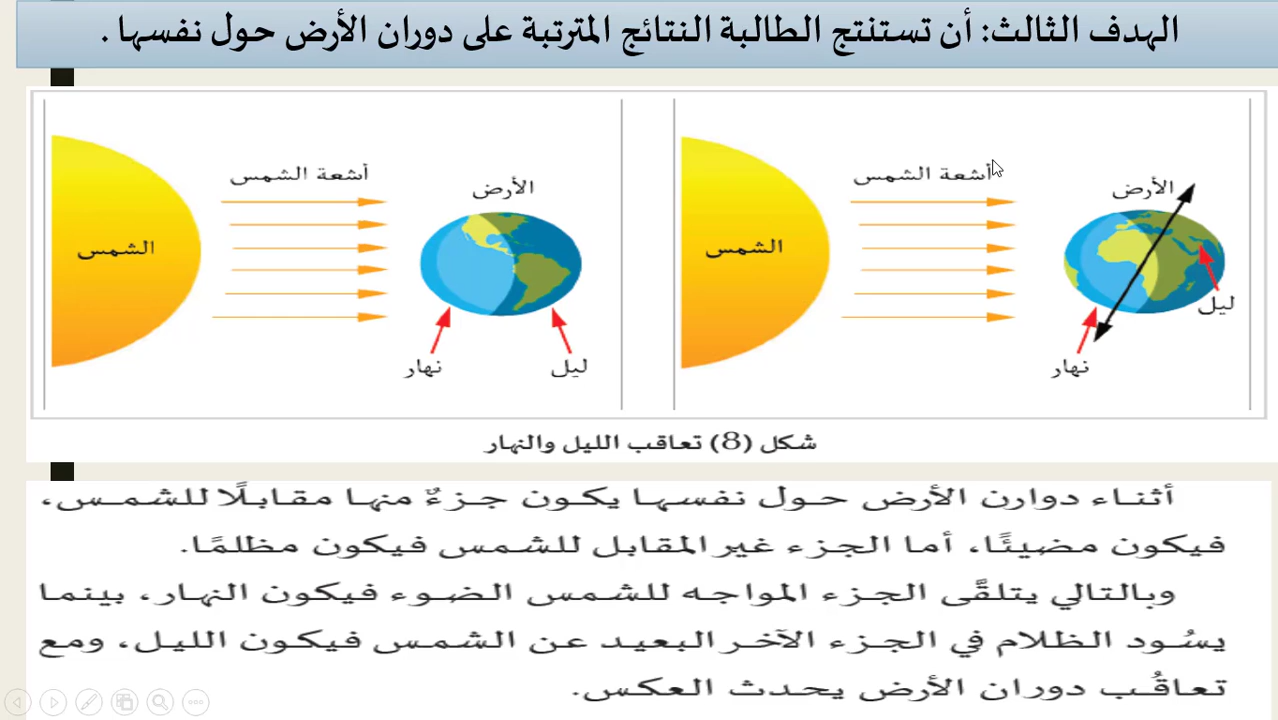 الهدف الثالث: أن تستنتج الطالبة النتائج المترتبة على دوران الأرض حول نفسها .
أشعة الشمس
الأرض
الشمس
ليل
نهار
أشعة الشمس
الأرض
الشمس
ليل
نهار
شكل (8) تعاقب الليل والنهار
أثناء دوارن الأرض حول نفسها يكون جزءٌ منها مقابلًا للشمس،
فيكون مضيئًا، أما الجزء غير المقابل للشمس فيكون مظلمًا.
وبالتالي يتلقَّى الجزء المواجه للشمس الضوء فيكون النهار، بينما
يسُود الظلام في الجزء الآخر البعيد عن الشمس فيكون الليل، ومع
تعاقُب دوران الأرض يحدث العكس.